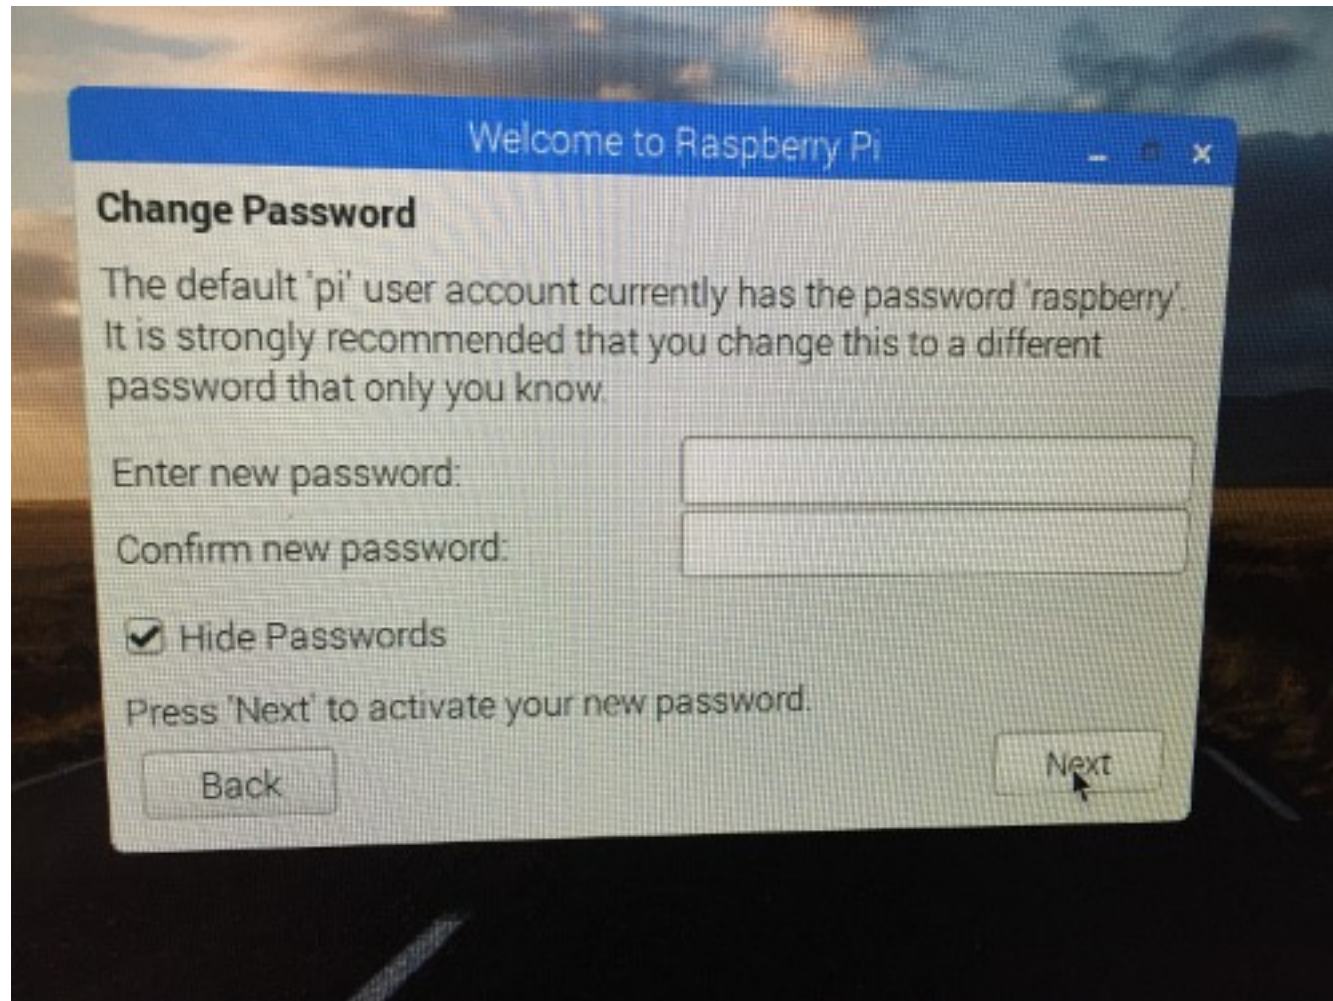 Welcome to Raspberry Pi
Change Password
The default 'pi' user account currently has the password 'raspberry'.
It is strongly recommended that you change this to a different
password that only you know.
Enter new password:
Confirm new password:
Hide Passwords
Press 'Next' to activate your new password.
Back
Next